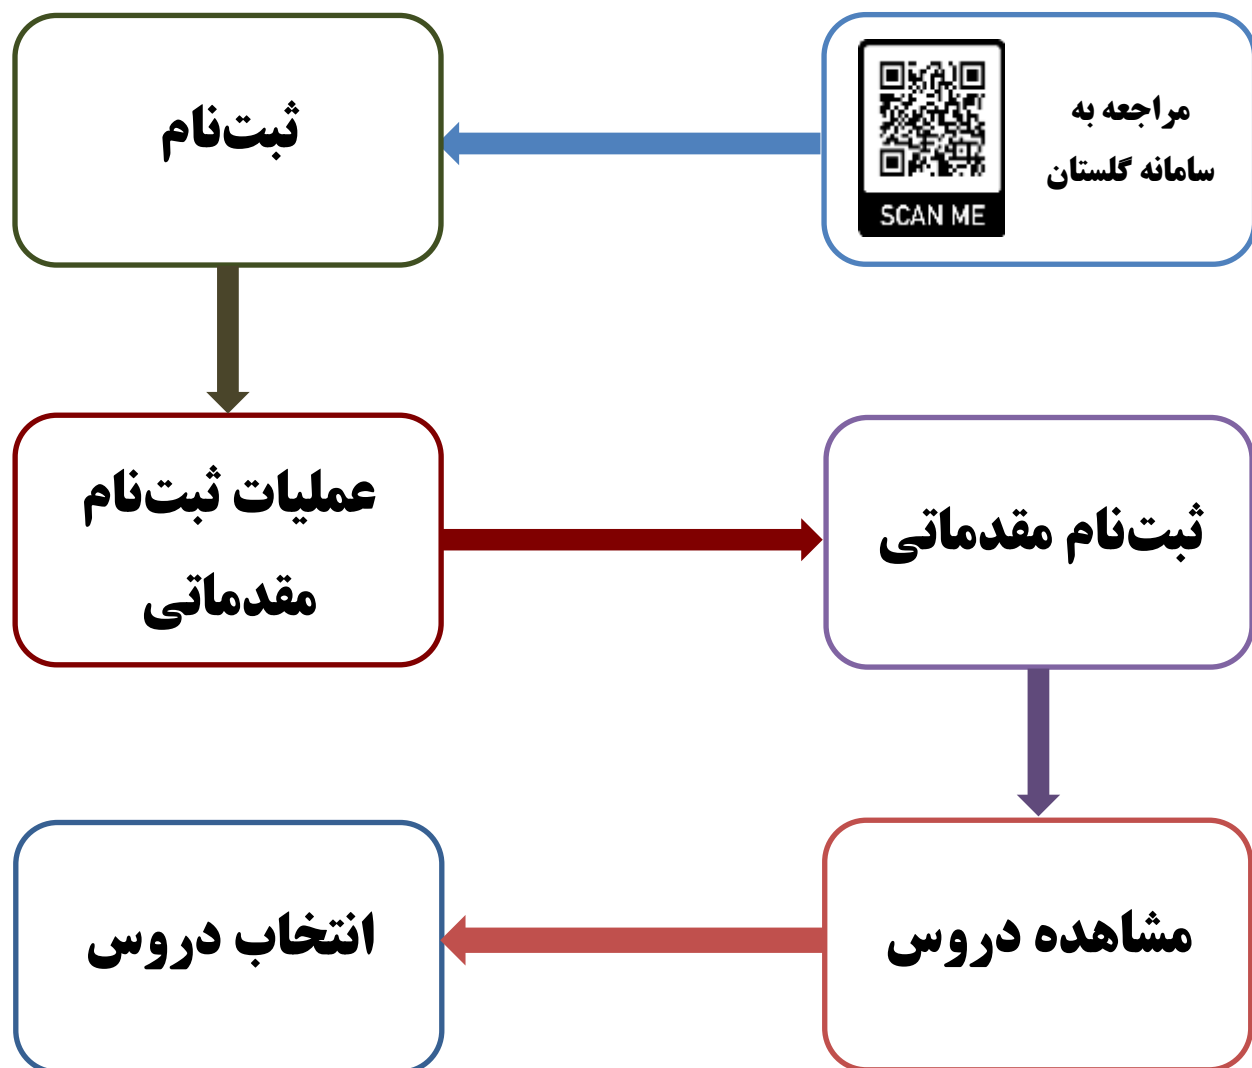 مراجعه به
سامانه گلستان
SCAN ME
ثبت‌نام
عملیات ثبت‌نام
مقدماتی
ثبت‌نام مقدماتی
مشاهده دروس
انتخاب دروس